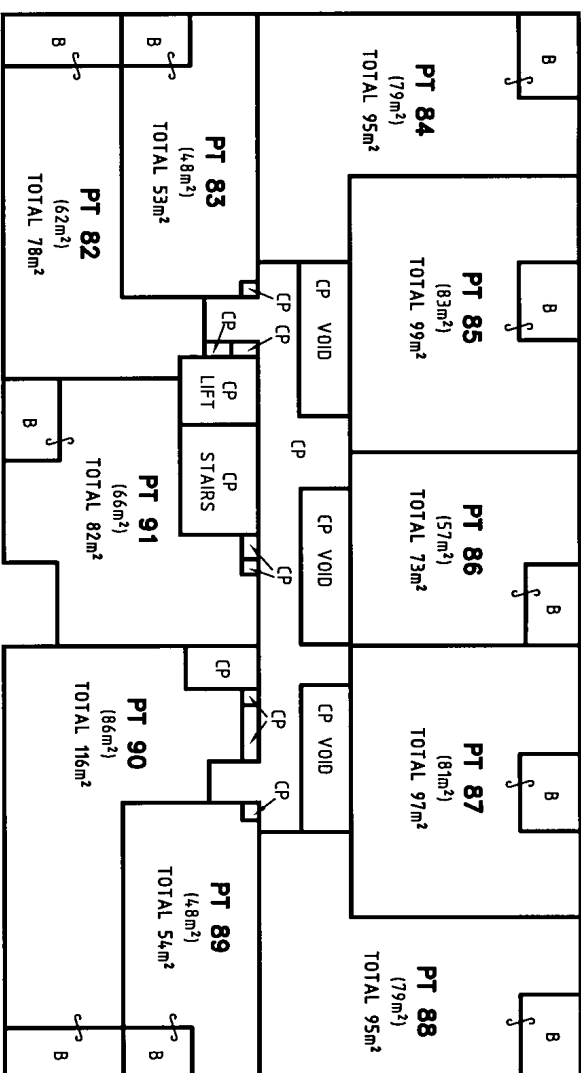 B
B
B
B
B
PT 84
(79m²)
TOTAL 95m²
PT 85
(83m²)
TOTAL 99m²
PT 86
(57m²)
TOTAL 73m²
PT 87
(81m²)
TOTAL 97m²
PT 88
(79m²)
TOTAL 95m²
CP VOID
CP VOID
CP VOID
CP
CP
CP
CP
CP
CP
CP
PT 83
(48m²)
TOTAL 53m²
CP
LIFT
CP
STAIRS
CP
PT 89
(48m²)
TOTAL 54m²
PT 82
(62m²)
TOTAL 78m²
PT 91
(66m²)
TOTAL 82m²
PT 90
(86m²)
TOTAL 116m²
B
B
B
B
B